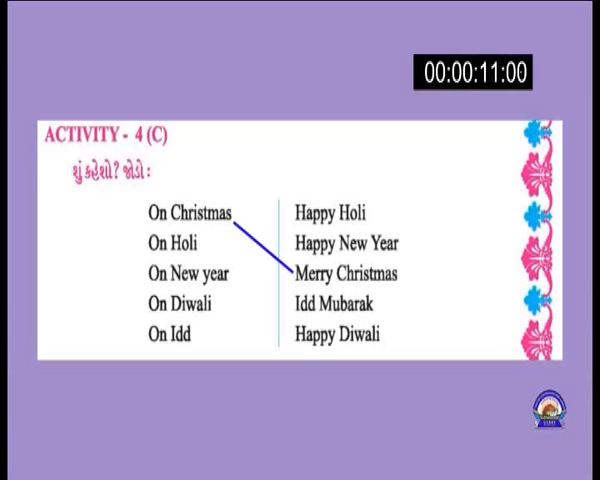 00:00:11:00
ACTIVITY - 4 (C)
શું કહેશો? જોડો :
On Christmas Happy Holi
On Holi Happy New Year
On New year Merry Christmas
On Diwali Idd Mubarak
On Idd Happy Diwali